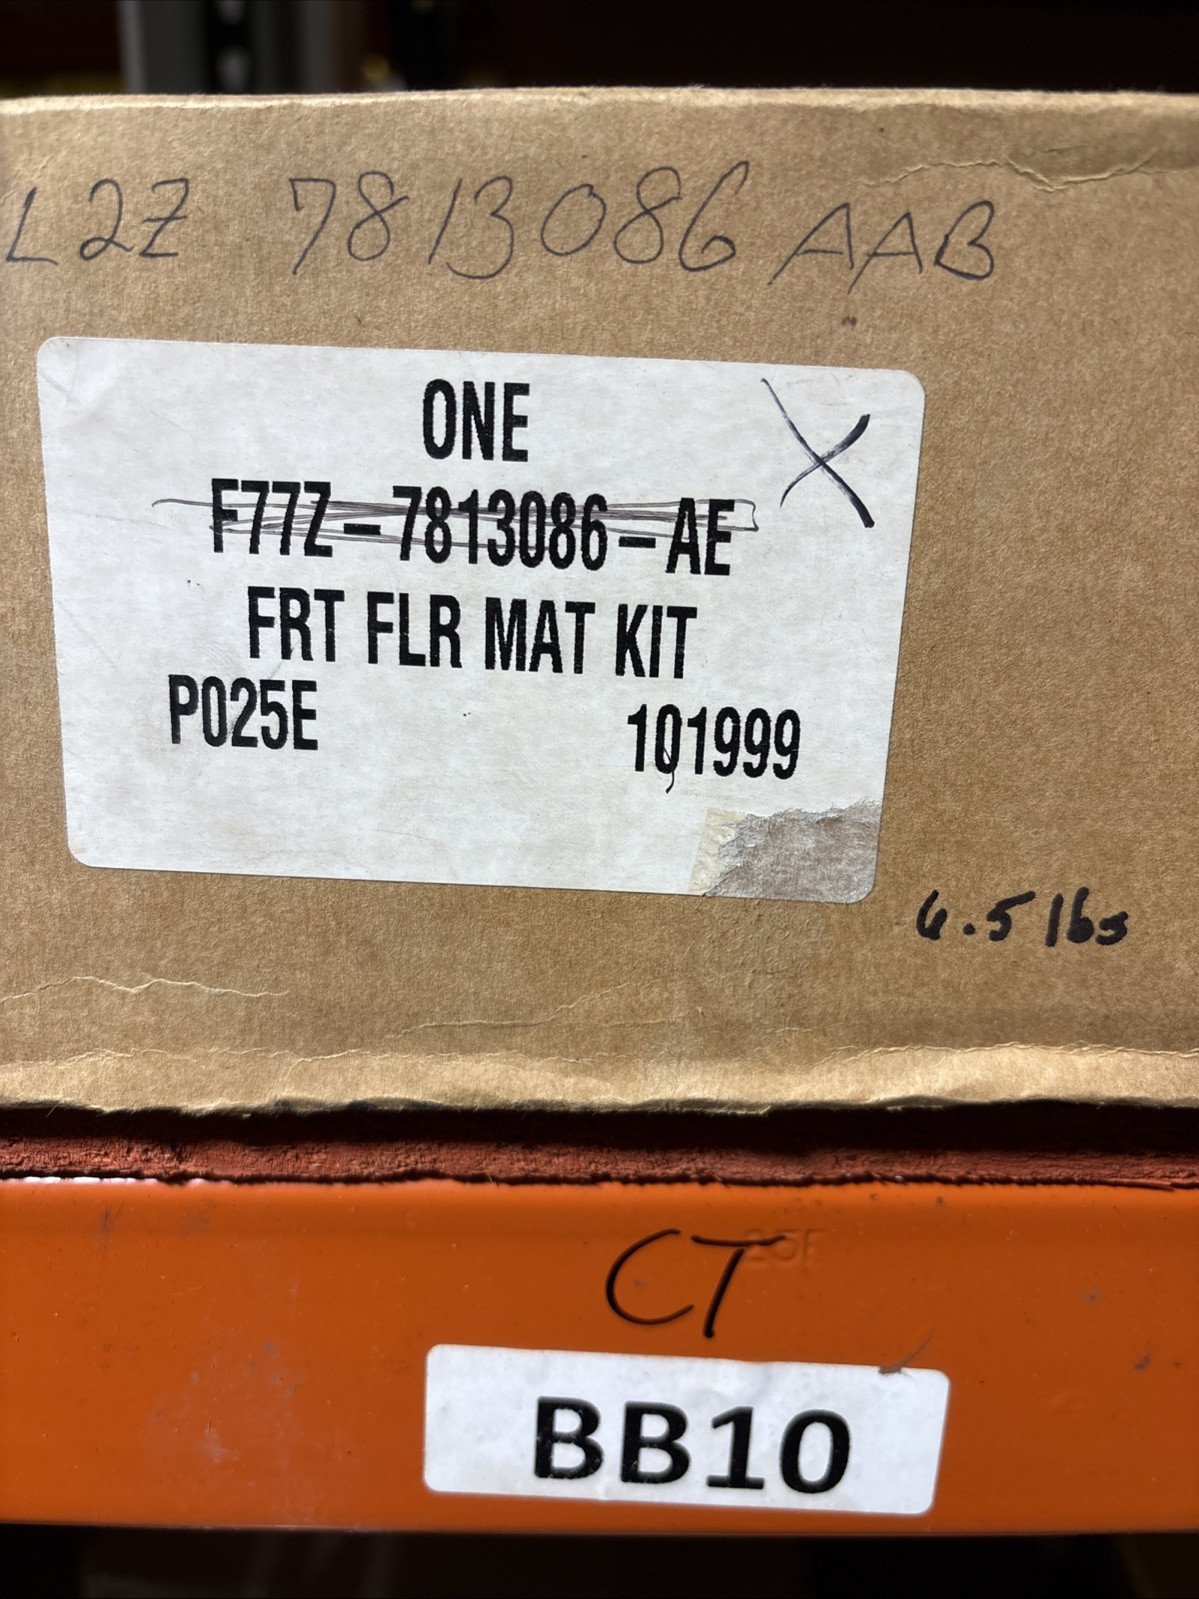 L2Z 7813086 AAB
ONE
F77Z-7813086-AE
FRT FLR MAT KIT
P025E 101999
6.5 lbs
CT
BB10